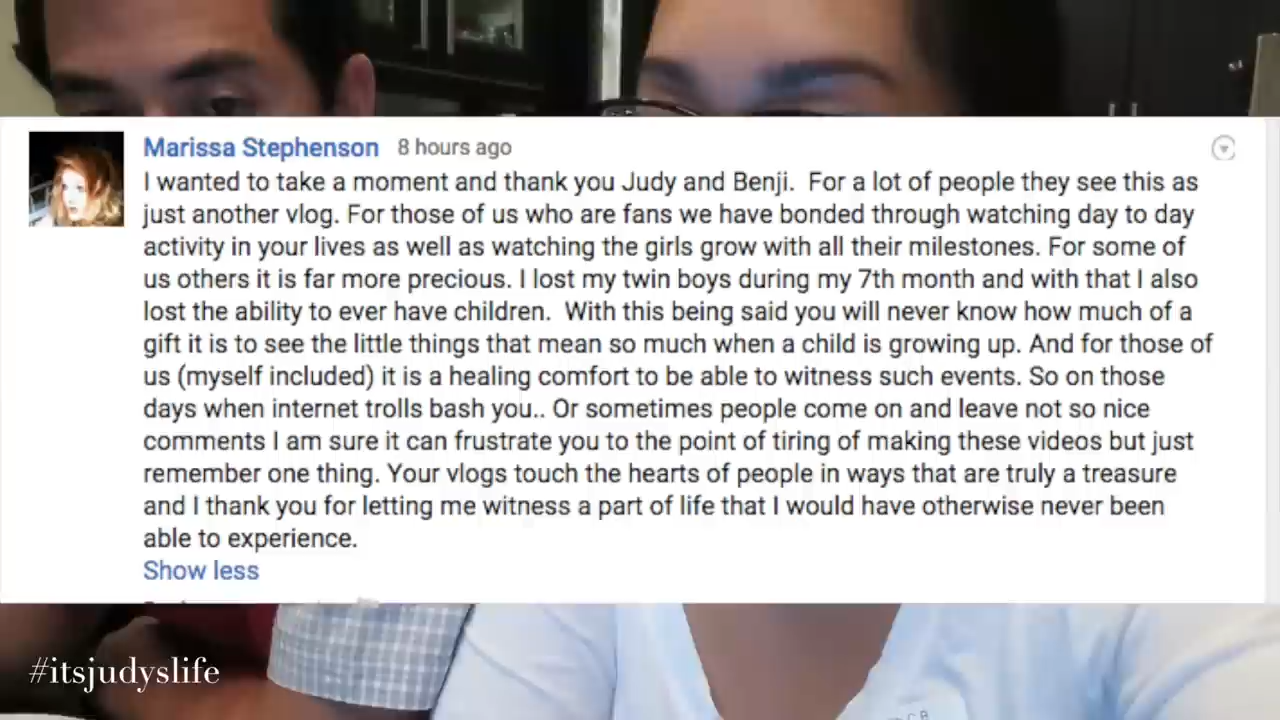 Marissa Stephenson 8 hours ago
I wanted to take a moment and thank you Judy and Benji.  For a lot of people they see this as
just another vlog. For those of us who are fans we have bonded through watching day to day
activity in your lives as well as watching the girls grow with all their milestones. For some of
us others it is far more precious. I lost my twin boys during my 7th month and with that I also
lost the ability to ever have children.  With this being said you will never know how much of a
gift it is to see the little things that mean so much when a child is growing up. And for those of
us (myself included) it is a healing comfort to be able to witness such events. So on those
days when internet trolls bash you.. Or sometimes people come on and leave not so nice
comments I am sure it can frustrate you to the point of tiring of making these videos but just
remember one thing. Your vlogs touch the hearts of people in ways that are truly a treasure
and I thank you for letting me witness a part of life that I would have otherwise never been
able to experience.
Show less
#itsjudyslife